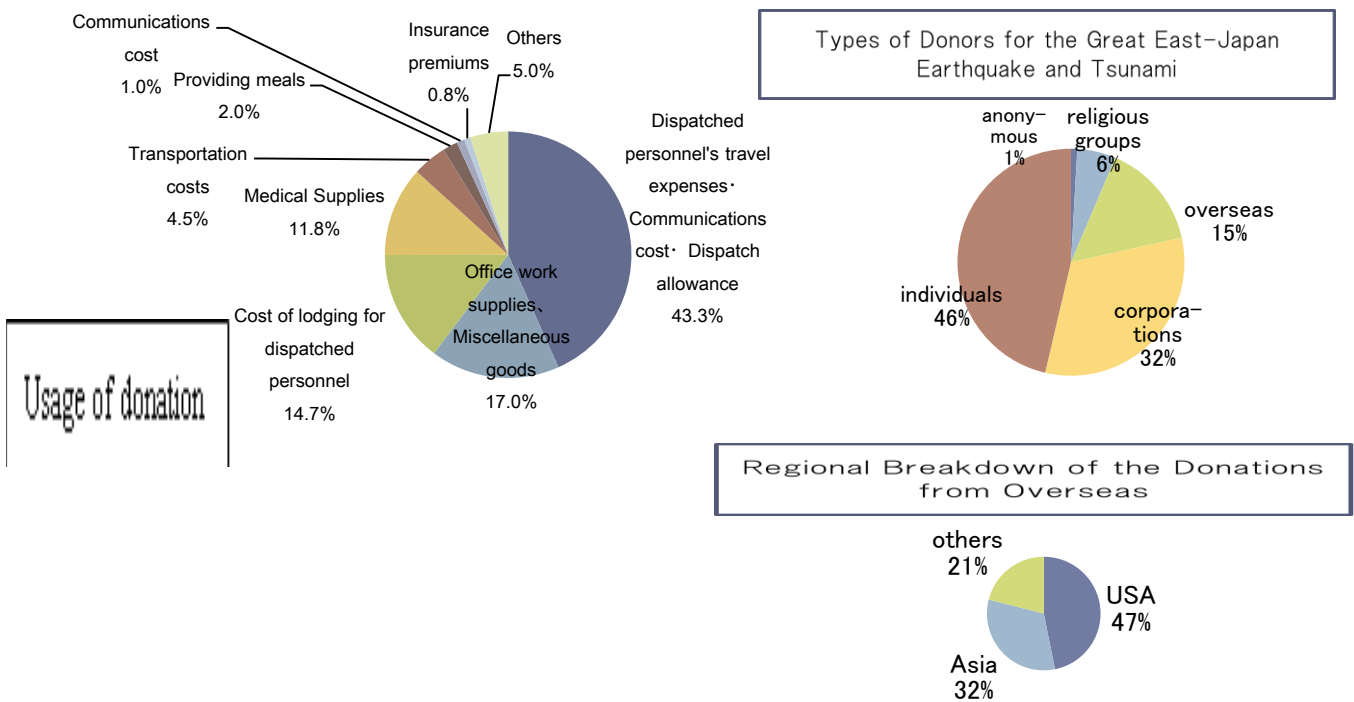 Communications
cost
1.0%
Providing meals
2.0%
Transportation
costs
4.5%
Medical Supplies
11.8%
Cost of lodging for
dispatched
personnel
14.7%
Insurance
premiums
0.8%
Others
5.0%
Dispatched
personnel's travel
expenses・
Communications
cost・ Dispatch
allowance
43.3%
Office work
supplies、
Miscellaneous
goods
17.0%
Usage of donation
Types of Donors for the Great East-Japan
Earthquake and Tsunami
anony-
mous
1%
religious
groups
6%
overseas
15%
corpora-
tions
32%
individuals
46%
Regional Breakdown of the Donations
from Overseas
others
21%
USA
47%
Asia
32%